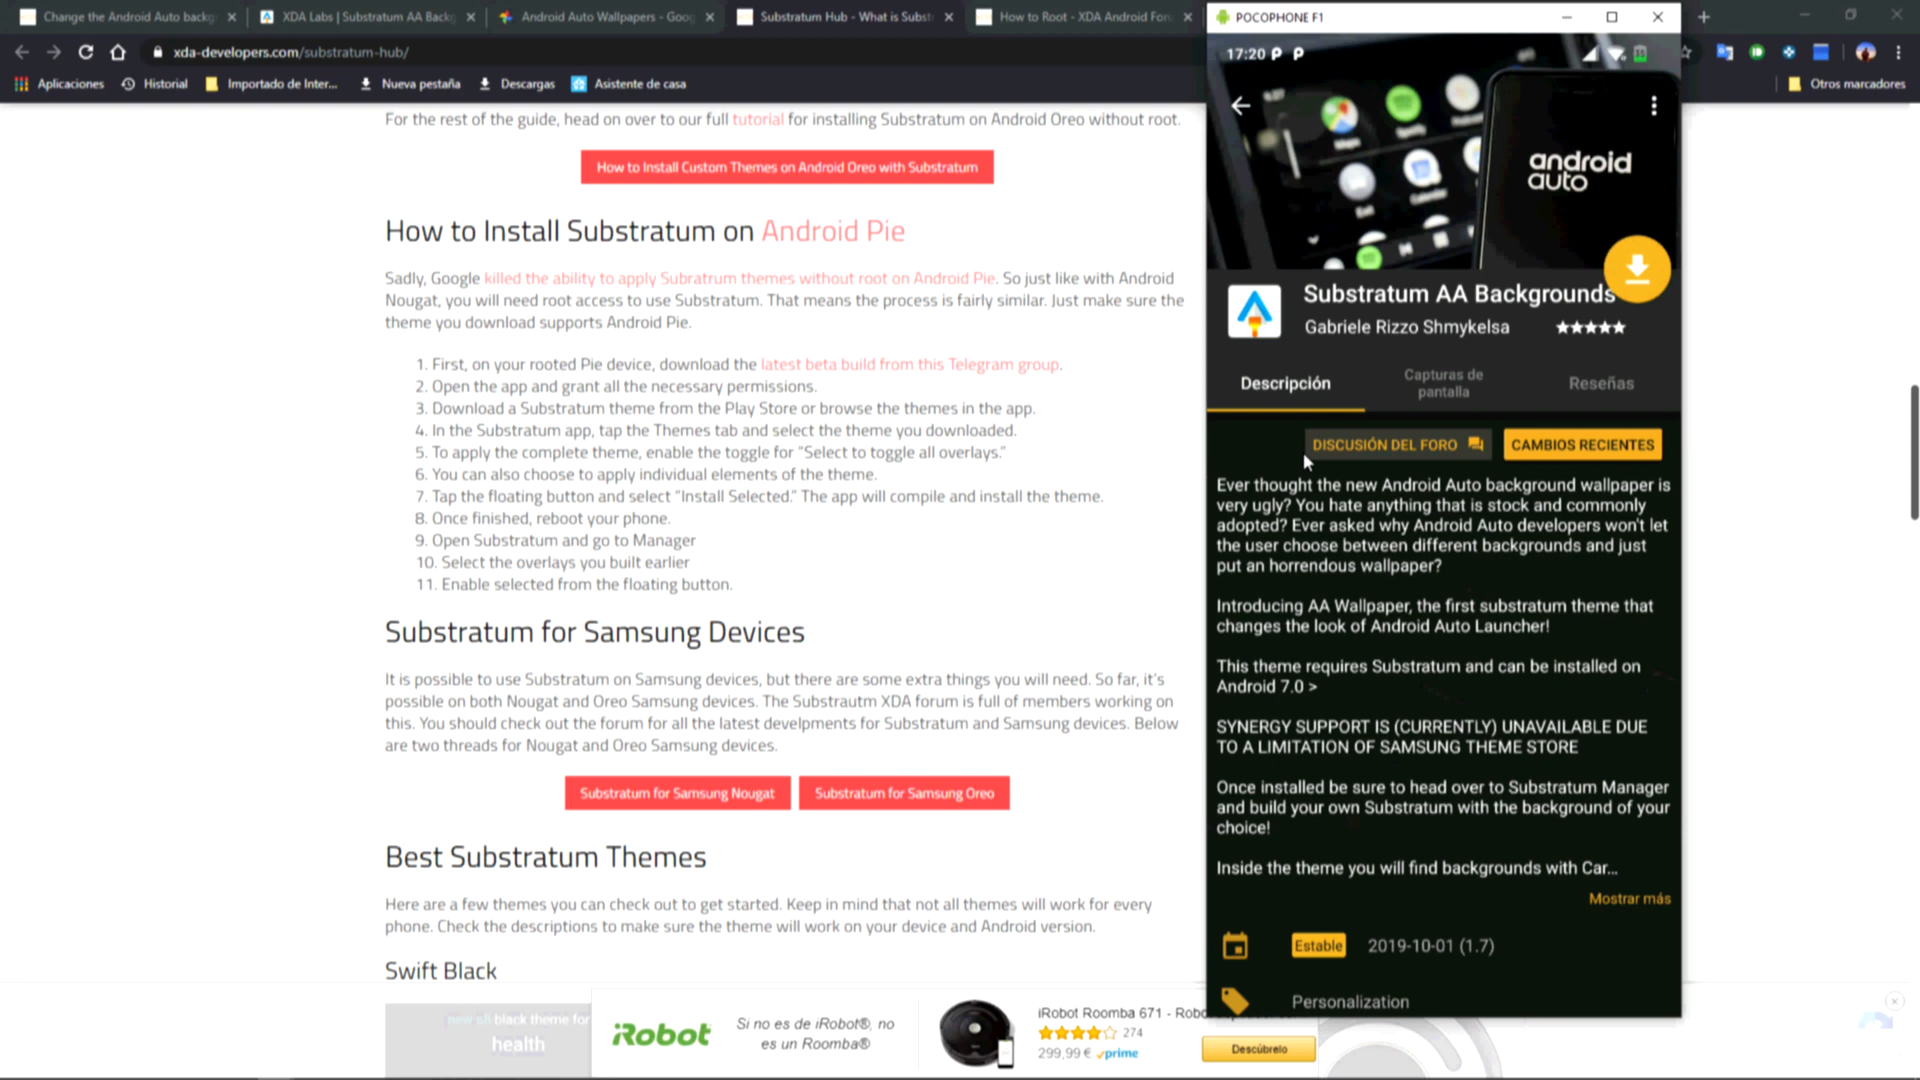 Change the Android Auto backg
XDA Labs | Substratum AA Backg
Android Auto Wallpapers - Goog
Substratum Hub - What is Substr
How to Root - XDA Android For
xda-developers.com/substratum-hub/
Aplicaciones
Historial
Importado de Inter...
Nueva pestaña
Descargas
Asistente de casa
Otros marcadores
For the rest of the guide, head on over to our full tutorial for installing Substratum on Android Oreo without root.
How to Install Custom Themes on Android Oreo with Substratum
How to Install Substratum on Android Pie
Sadly, Google killed the ability to apply Subratrum themes without root on Android Pie. So just like with Android
Nougat, you will need root access to use Substratum. That means the process is fairly similar. Just make sure the
theme you download supports Android Pie.
1. First, on your rooted Pie device, download the latest beta build from this Telegram group.
2. Open the app and grant all the necessary permissions.
3. Download a Substratum theme from the Play Store or browse the themes in the app.
4. In the Substratum app, tap the Themes tab and select the theme you downloaded.
5. To apply the complete theme, enable the toggle for “Select to toggle all overlays.”
6. You can also choose to apply individual elements of the theme.
7. Tap the floating button and select “Install Selected.” The app will compile and install the theme.
8. Once finished, reboot your phone.
9. Open Substratum and go to Manager
10. Select the overlays you built earlier
11. Enable selected from the floating button.
Substratum for Samsung Devices
It is possible to use Substratum on Samsung devices, but there are some extra things you will need. So far, it's
possible on both Nougat and Oreo Samsung devices. The Substrautm XDA forum is full of members working on
this. You should check out the forum for all the latest develpments for Substratum and Samsung devices. Below
are two threads for Nougat and Oreo Samsung devices.
Substratum for Samsung Nougat
Substratum for Samsung Oreo
Best Substratum Themes
Here are a few themes you can check out to get started. Keep in mind that not all themes will work for every
phone. Check the descriptions to make sure the theme will work on your device and Android version.
Swift Black
new all black theme for
health
iRobot
Si no es de iRobot®, no
es un Roomba®
iRobot Roomba 671 - Robo
274
299,99 € prime
Descúbrelo
POCOPHONE F1
17:20
Maps
Spotify
Exit
Calendar
android
auto
Substratum AA Backgrounds
Gabriele Rizzo Shmykelsa
Descripción
Capturas de
pantalla
Reseñas
DISCUSIÓN DEL FORO
CAMBIOS RECIENTES
Ever thought the new Android Auto background wallpaper is
very ugly? You hate anything that is stock and commonly
adopted? Ever asked why Android Auto developers won't let
the user choose between different backgrounds and just
put an horrendous wallpaper?
Introducing AA Wallpaper, the first substratum theme that
changes the look of Android Auto Launcher!
This theme requires Substratum and can be installed on
Android 7.0 >
SYNERGY SUPPORT IS (CURRENTLY) UNAVAILABLE DUE
TO A LIMITATION OF SAMSUNG THEME STORE
Once installed be sure to head over to Substratum Manager
and build your own Substratum with the background of your
choice!
Inside the theme you will find backgrounds with Car...
Mostrar más
Estable
2019-10-01 (1.7)
Personalization